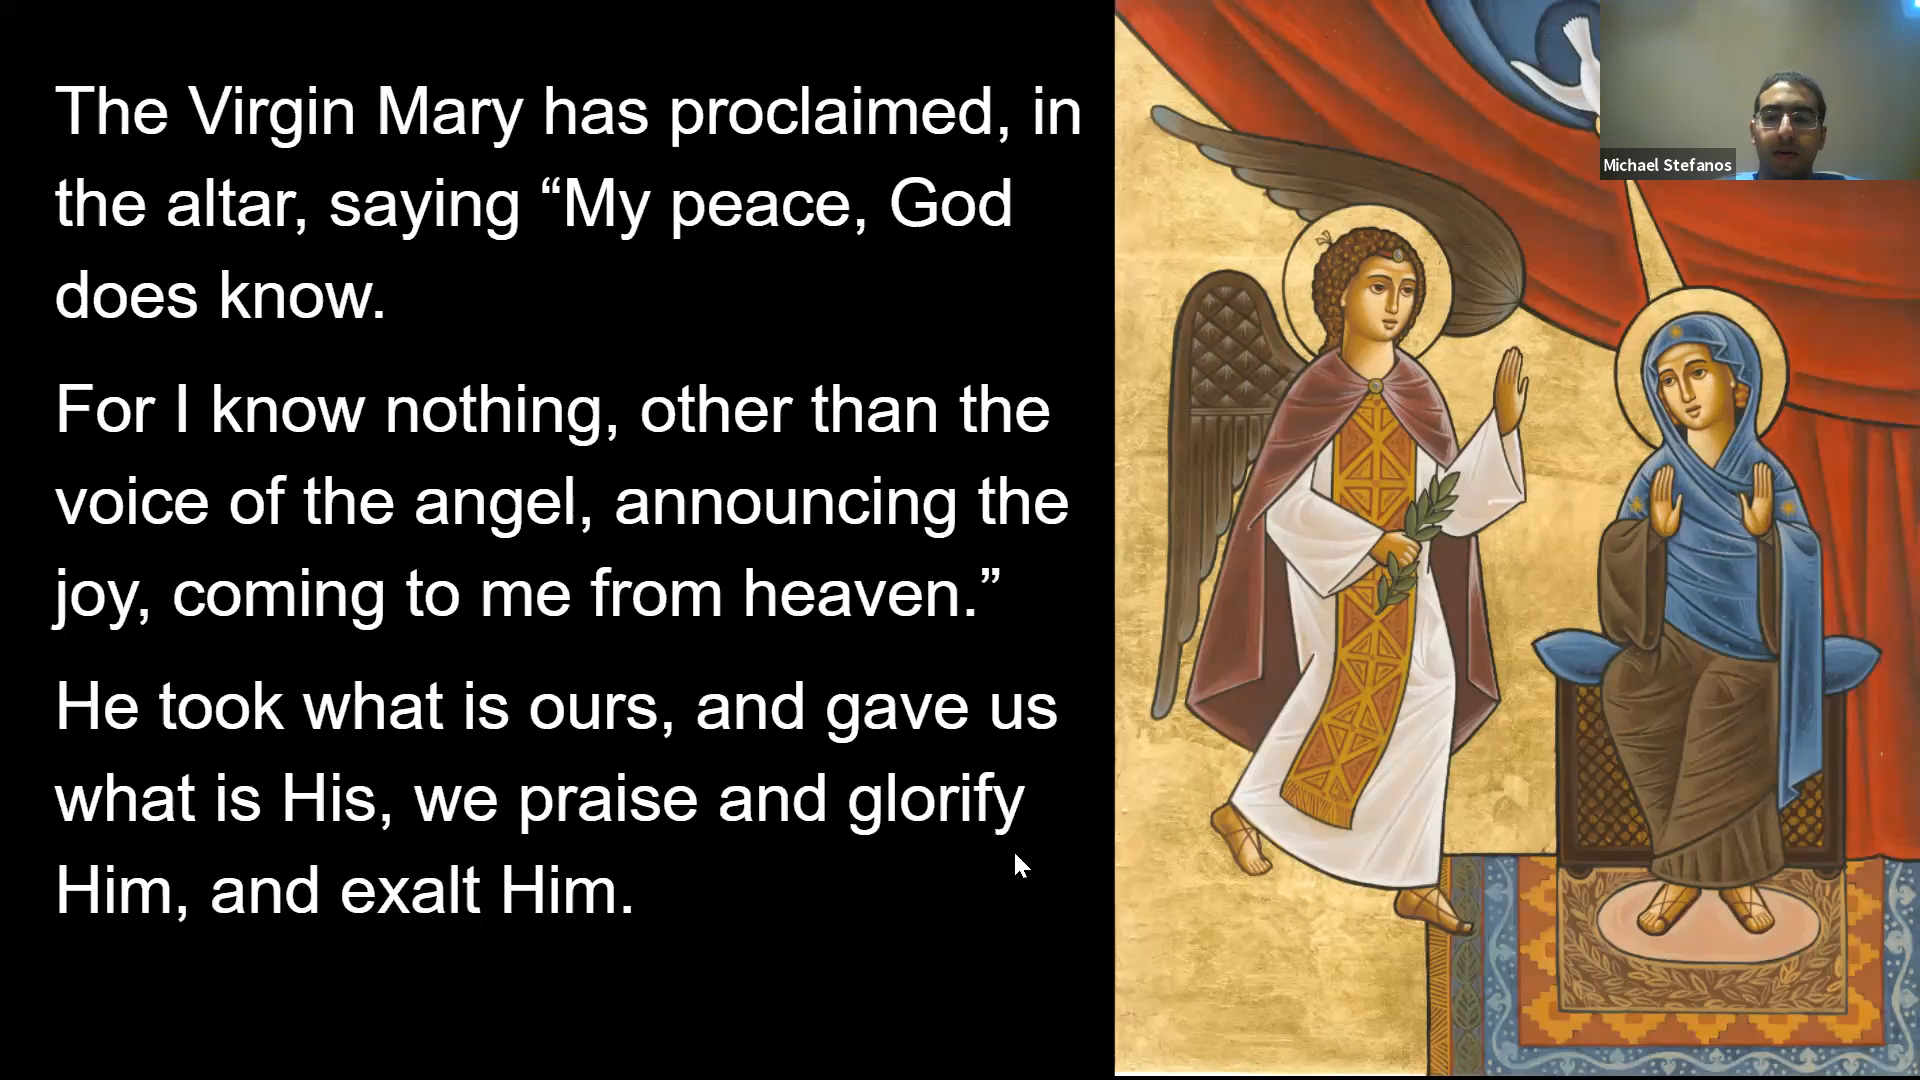 The Virgin Mary has proclaimed, in
the altar, saying “My peace, God
does know.
For I know nothing, other than the
voice of the angel, announcing the
joy, coming to me from heaven.”
He took what is ours, and gave us
what is His, we praise and glorify
Him, and exalt Him.
Michael Stefanos